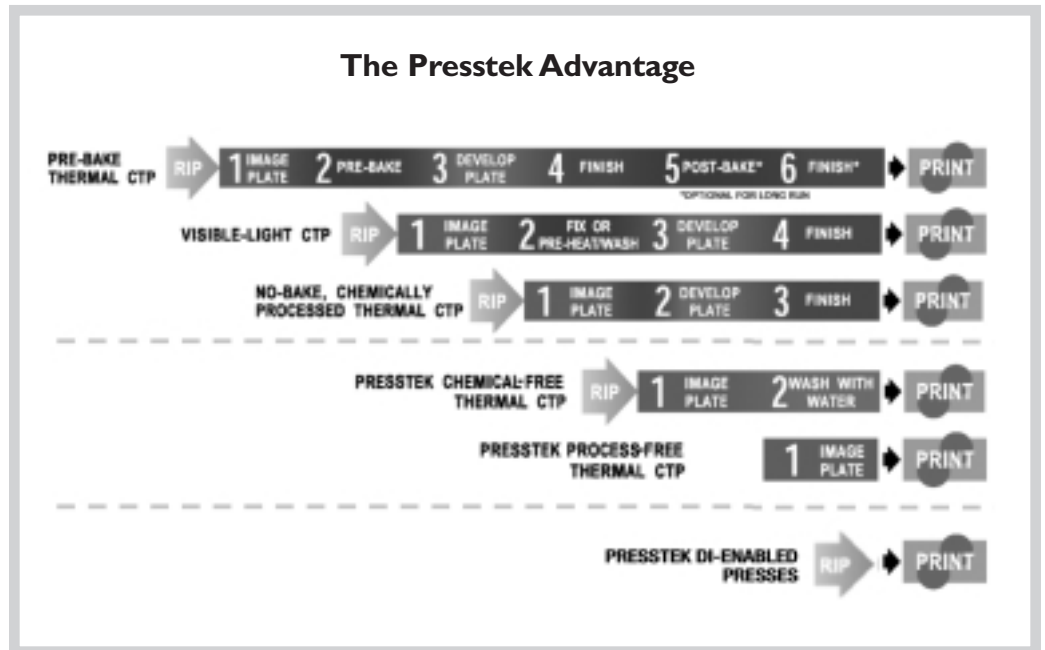 The Presstek Advantage
PRE-BAKE
THERMAL CTP
RIP
1 IMAGE
PLATE
2 PRE-BAKE
3 DEVELOP
PLATE
4 FINISH
5 POST-BAKE*
6 FINISH*
PRINT
*OPTIONAL FOR LONG RUN
VISIBLE-LIGHT CTP
RIP
1 IMAGE
PLATE
2 FIX OR
PRE-HEAT/WASH
3 DEVELOP
PLATE
4 FINISH
PRINT
NO-BAKE, CHEMICALLY
PROCESSED THERMAL CTP
RIP
1 IMAGE
PLATE
2 DEVELOP
PLATE
3 FINISH
PRINT
PRESSTEK CHEMICAL-FREE
THERMAL CTP
RIP
1 IMAGE
PLATE
2 WASH WITH
WATER
PRINT
PRESSTEK PROCESS-FREE
THERMAL CTP
1 IMAGE
PLATE
PRINT
PRESSTEK DI-ENABLED
PRESSES
RIP
PRINT